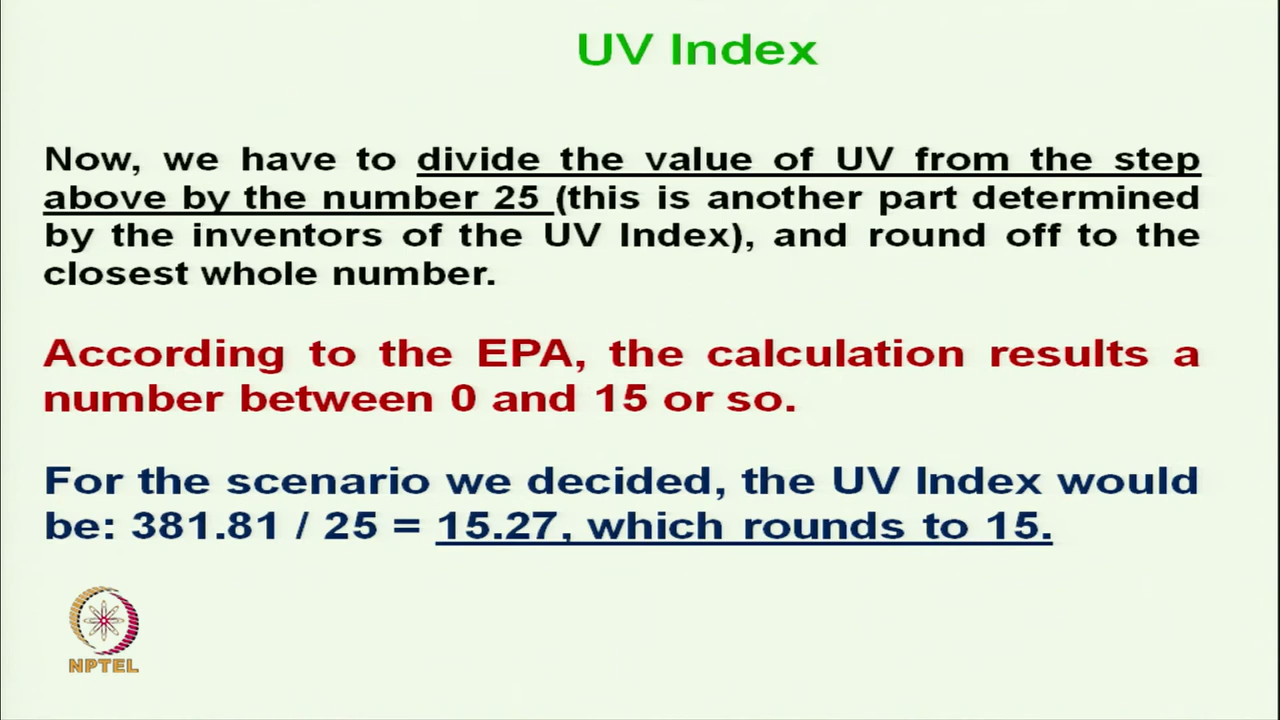 UV Index
Now, we have to divide the value of UV from the step
above by the number 25 (this is another part determined
by the inventors of the UV Index), and round off to the
closest whole number.
According to the EPA, the calculation results a
number between 0 and 15 or so.
For the scenario we decided, the UV Index would
be: 381.81 / 25 = 15.27, which rounds to 15.
NPTEL